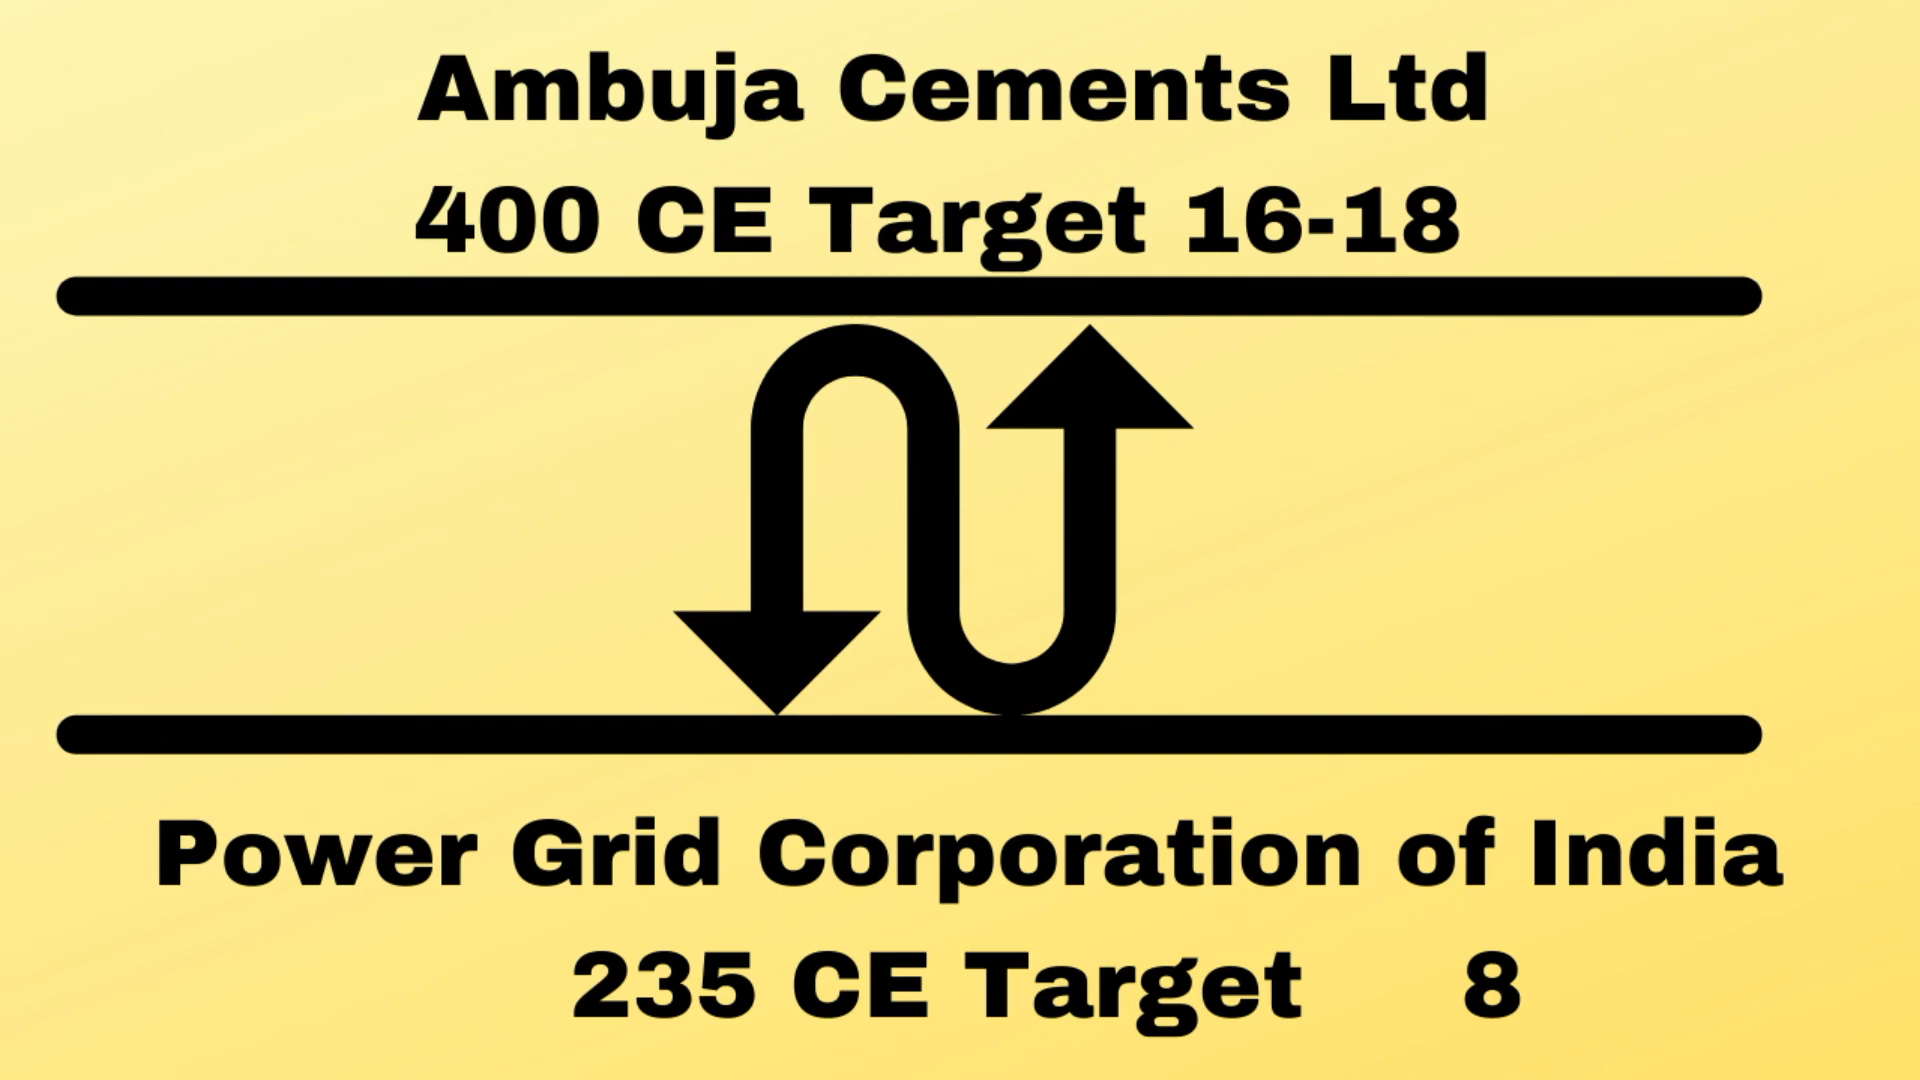 Ambuja Cements Ltd
400 CE Target 16-18
Power Grid Corporation of India
235 CE Target 8